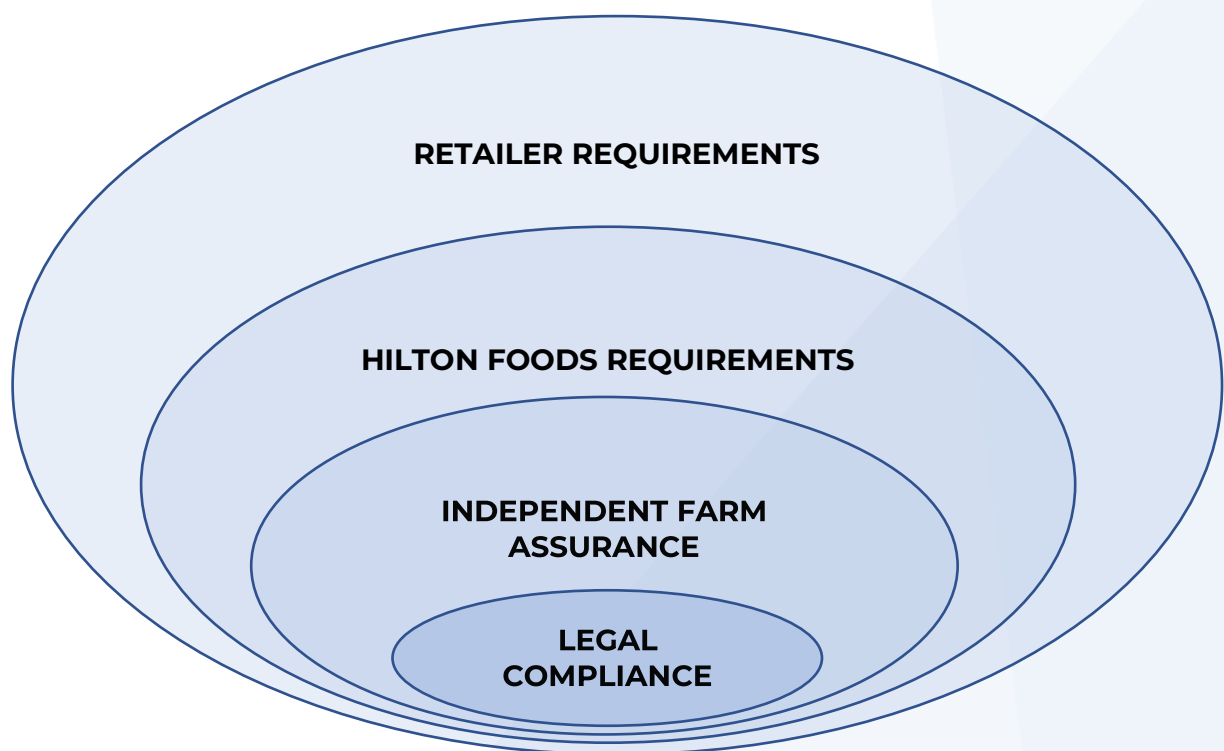 RETAILER REQUIREMENTS
HILTON FOODS REQUIREMENTS
INDEPENDENT FARM
ASSURANCE
LEGAL
COMPLIANCE